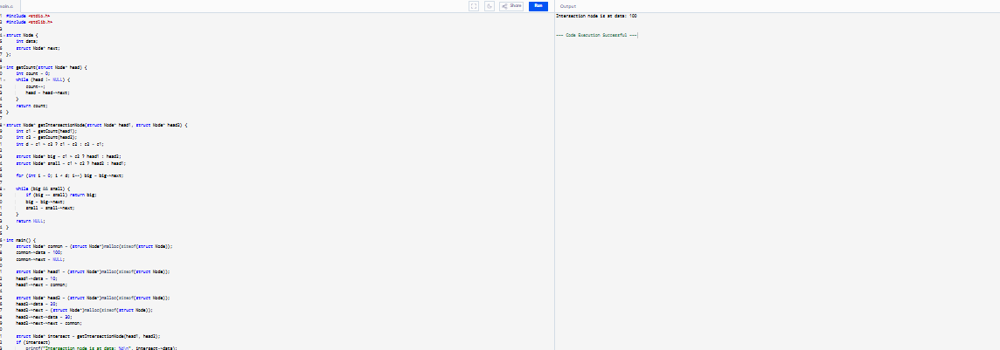 main.c
Share
Run
Output
#include <stdio.h>
#include <stdlib.h>
struct Node {
int data;
struct Node* next;
};
int getCount(struct Node* head) {
int count = 0;
while (head != NULL) {
count++;
head = head->next;
}
return count;
}
struct Node* getIntersectionNode(struct Node* head1, struct Node* head2) {
int c1 = getCount(head1);
int c2 = getCount(head2);
int d = c1 > c2 ? c1 - c2 : c2 - c1;
struct Node* big = c1 > c2 ? head1 : head2;
struct Node* small = c1 > c2 ? head2 : head1;
for (int i = 0; i < d; i++) big = big->next;
while (big && small) {
if (big == small) return big;
big = big->next;
small = small->next;
}
return NULL;
}
int main() {
struct Node* common = (struct Node*)malloc(sizeof(struct Node));
common->data = 100;
common->next = NULL;
struct Node* head1 = (struct Node*)malloc(sizeof(struct Node));
head1->data = 10;
head1->next = common;
struct Node* head2 = (struct Node*)malloc(sizeof(struct Node));
head2->data = 20;
head2->next = (struct Node*)malloc(sizeof(struct Node));
head2->next->data = 30;
head2->next->next = common;
struct Node* intersect = getIntersectionNode(head1, head2);
if (intersect)
printf("Intersection node is at data: %d\n", intersect->data);
Intersection node is at data: 100
=== Code Execution Successful ===